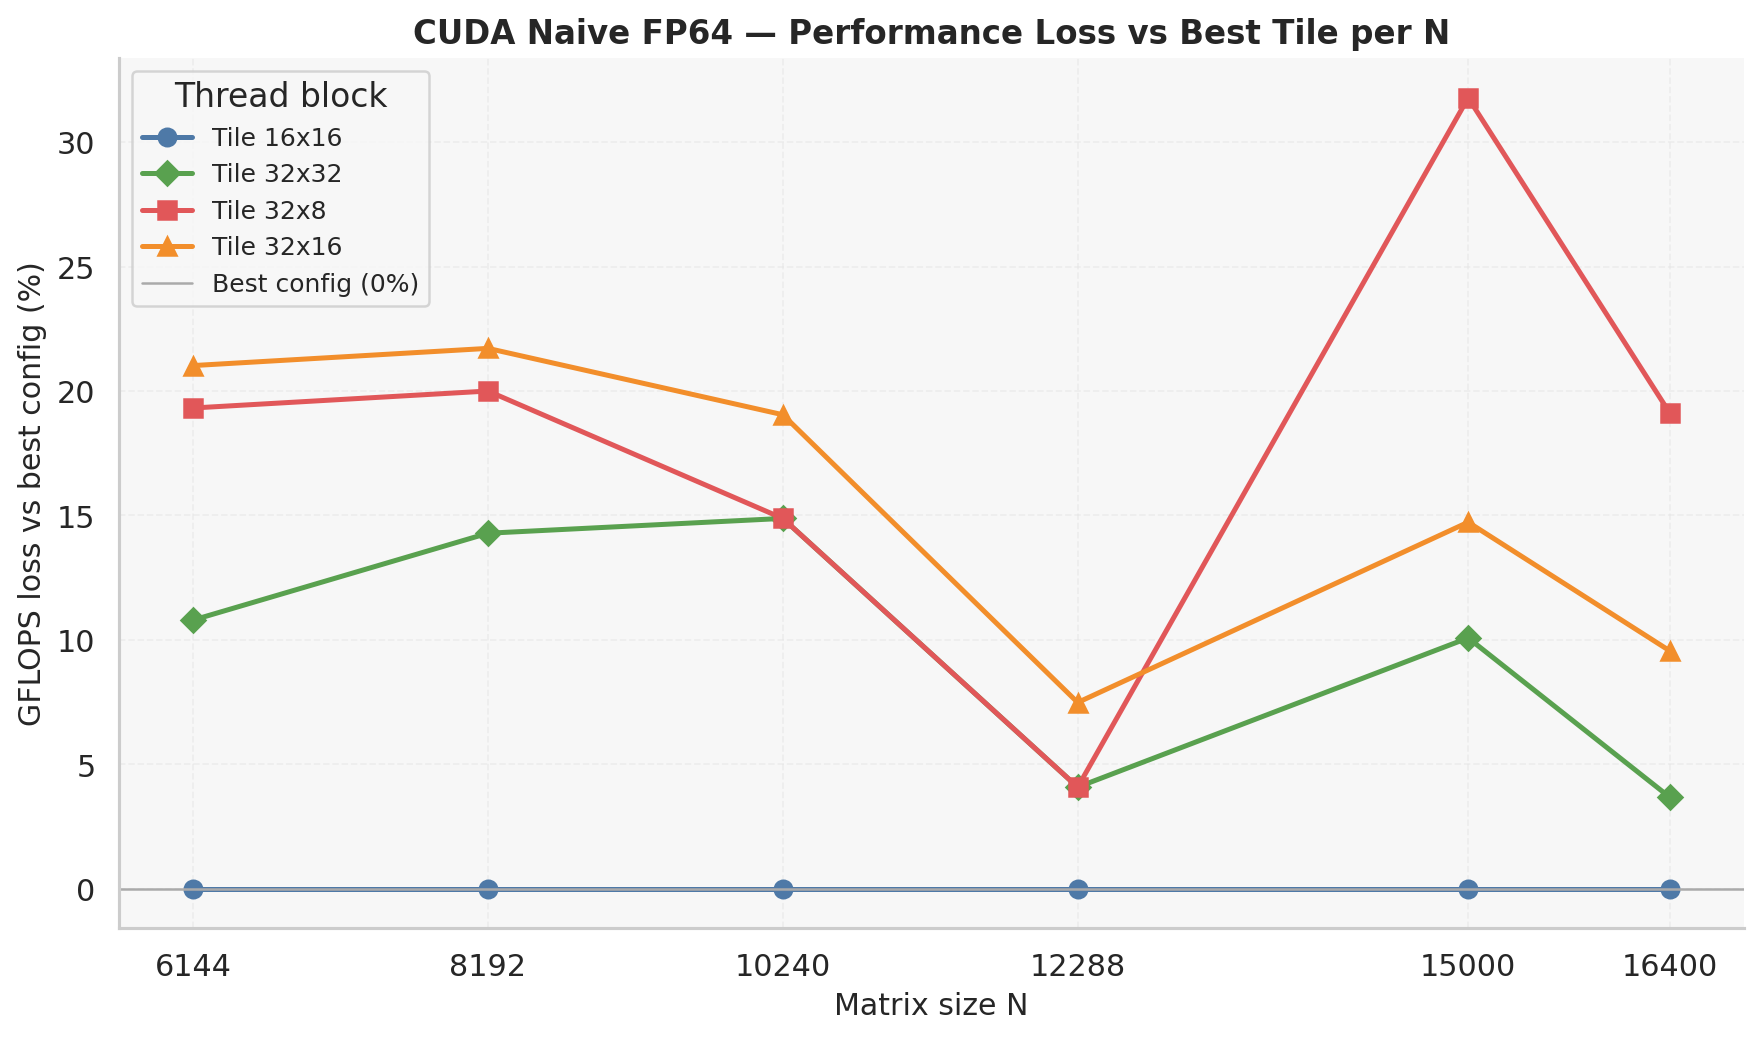 CUDA Naive FP64 — Performance Loss vs Best Tile per N
Thread block
Tile 16x16
Tile 32x32
Tile 32x8
Tile 32x16
Best config (0%)
GFLOPS loss vs best config (%)
30
25
20
15
10
5
0
6144 8192 10240 12288 15000 16400
Matrix size N